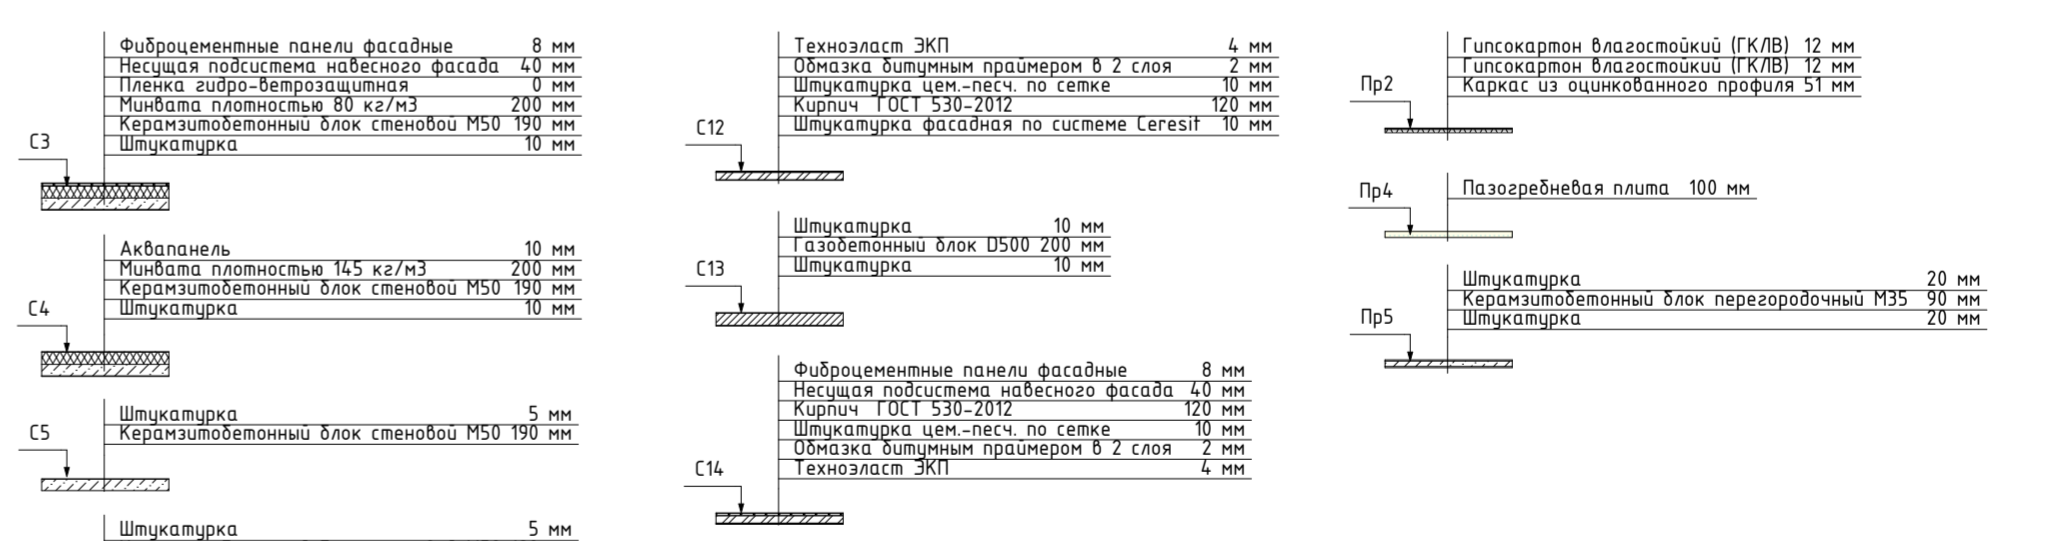 С3
Фиброцементные панели фасадные 8 мм
Несущая подсистема навесного фасада 40 мм
Пленка гидро-ветрозащитная 0 мм
Минвата плотностью 80 кг/м3 200 мм
Керамзитобетонный блок стеновой М50 190 мм
Штукатурка 10 мм
С4
Аквапанель 10 мм
Минвата плотностью 145 кг/м3 200 мм
Керамзитобетонный блок стеновой М50 190 мм
Штукатурка 10 мм
С5
Штукатурка 5 мм
Керамзитобетонный блок стеновой М50 190 мм
Штукатурка 5 мм
С12
Техноэласт ЭКП 4 мм
Обмазка битумным праймером в 2 слоя 2 мм
Штукатурка цем.-песч. по сетке 10 мм
Кирпич ГОСТ 530-2012 120 мм
Штукатурка фасадная по системе Ceresit 10 мм
С13
Штукатурка 10 мм
Газобетонный блок D500 200 мм
Штукатурка 10 мм
С14
Фиброцементные панели фасадные 8 мм
Несущая подсистема навесного фасада 40 мм
Кирпич ГОСТ 530-2012 120 мм
Штукатурка цем.-песч. по сетке 10 мм
Обмазка битумным праймером в 2 слоя 2 мм
Техноэласт ЭКП 4 мм
Пр2
Гипсокартон влагостойкий (ГКЛВ) 12 мм
Гипсокартон влагостойкий (ГКЛВ) 12 мм
Каркас из оцинкованного профиля 51 мм
Пр4
Пазогребневая плита 100 мм
Пр5
Штукатурка 20 мм
Керамзитобетонный блок перегородочный М35 90 мм
Штукатурка 20 мм